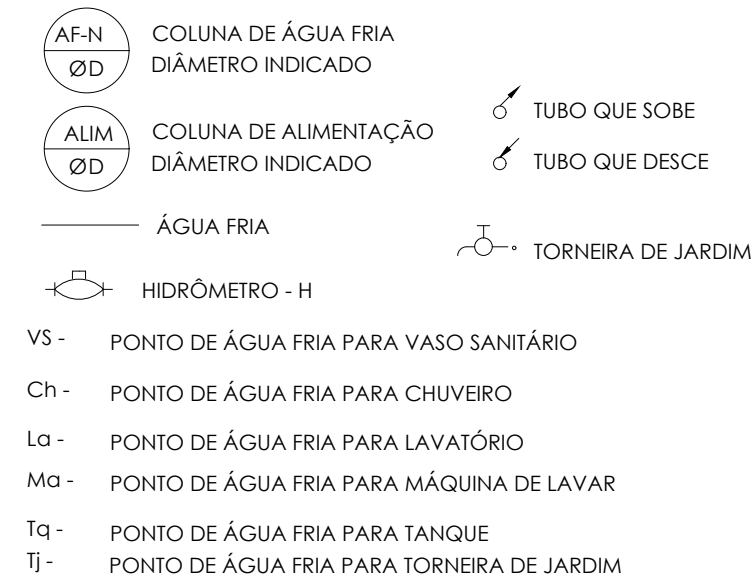 AF-N
ØD
COLUNA DE ÁGUA FRIA
DIÂMETRO INDICADO
ALIM
ØD
COLUNA DE ALIMENTAÇÃO
DIÂMETRO INDICADO
TUBO QUE SOBE
TUBO QUE DESCE
ÁGUA FRIA
TORNEIRA DE JARDIM
HIDRÔMETRO - H
VS - PONTO DE ÁGUA FRIA PARA VASO SANITÁRIO
Ch - PONTO DE ÁGUA FRIA PARA CHUVEIRO
La - PONTO DE ÁGUA FRIA PARA LAVATÓRIO
Ma - PONTO DE ÁGUA FRIA PARA MÁQUINA DE LAVAR
Tq - PONTO DE ÁGUA FRIA PARA TANQUE
Tj - PONTO DE ÁGUA FRIA PARA TORNEIRA DE JARDIM